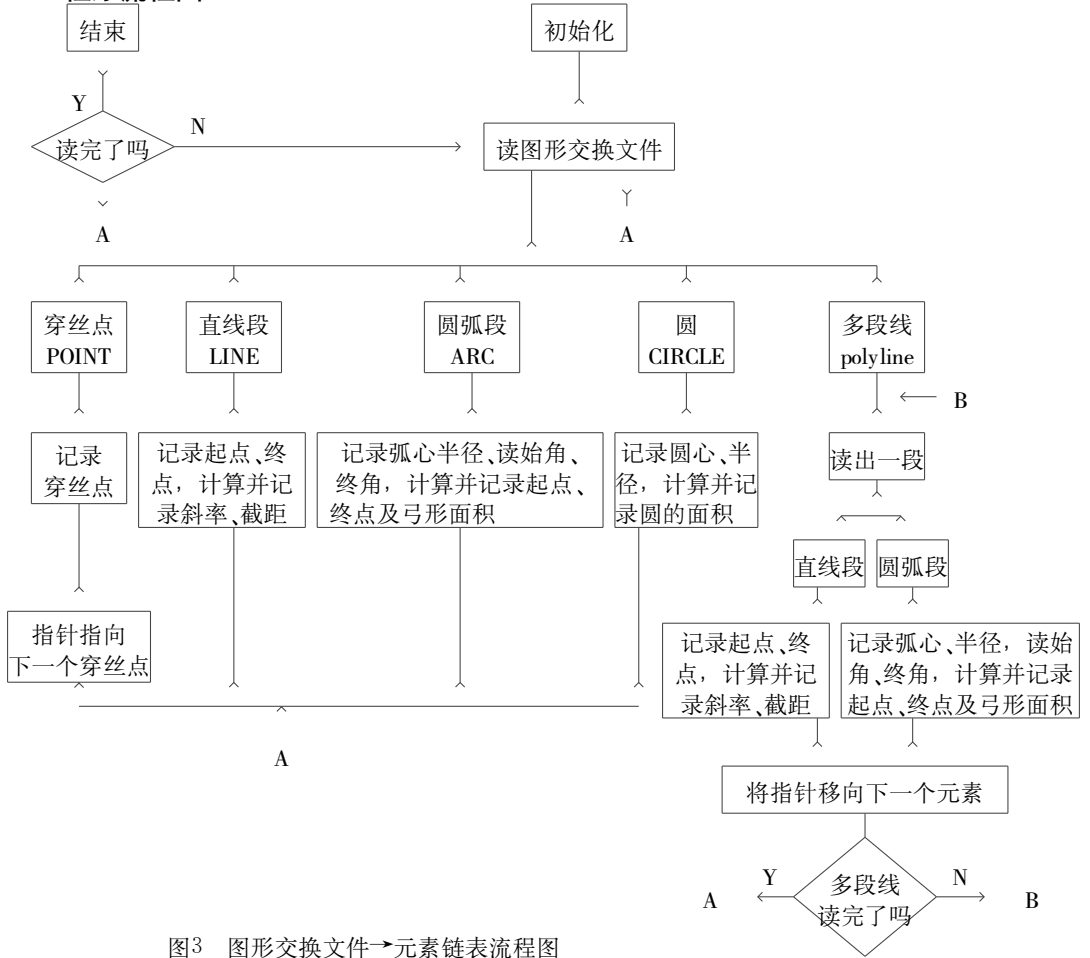 结束
初始化
Y
N
读完了吗
读图形交换文件
A
A
穿丝点
POINT
直线段
LINE
圆弧段
ARC
圆
CIRCLE
多段线
polyline
B
记录
穿丝点
记录起点、终
点，计算并记
录斜率、截距
记录弧心半径、读始角、
终角，计算并记录起点、
终点及弓形面积
记录圆心、半
径，计算并记
录圆的面积
读出一段
直线段
圆弧段
指针指向
下一个穿丝点
记录起点、终
点，计算并记
录斜率、截距
记录弧心、半径，读始
角、终角，计算并记录
起点、终点及弓形面积
A
将指针移向下一个元素
Y
N
A
多段线
读完了吗
B
图3 图形交换文件→元素链表流程图